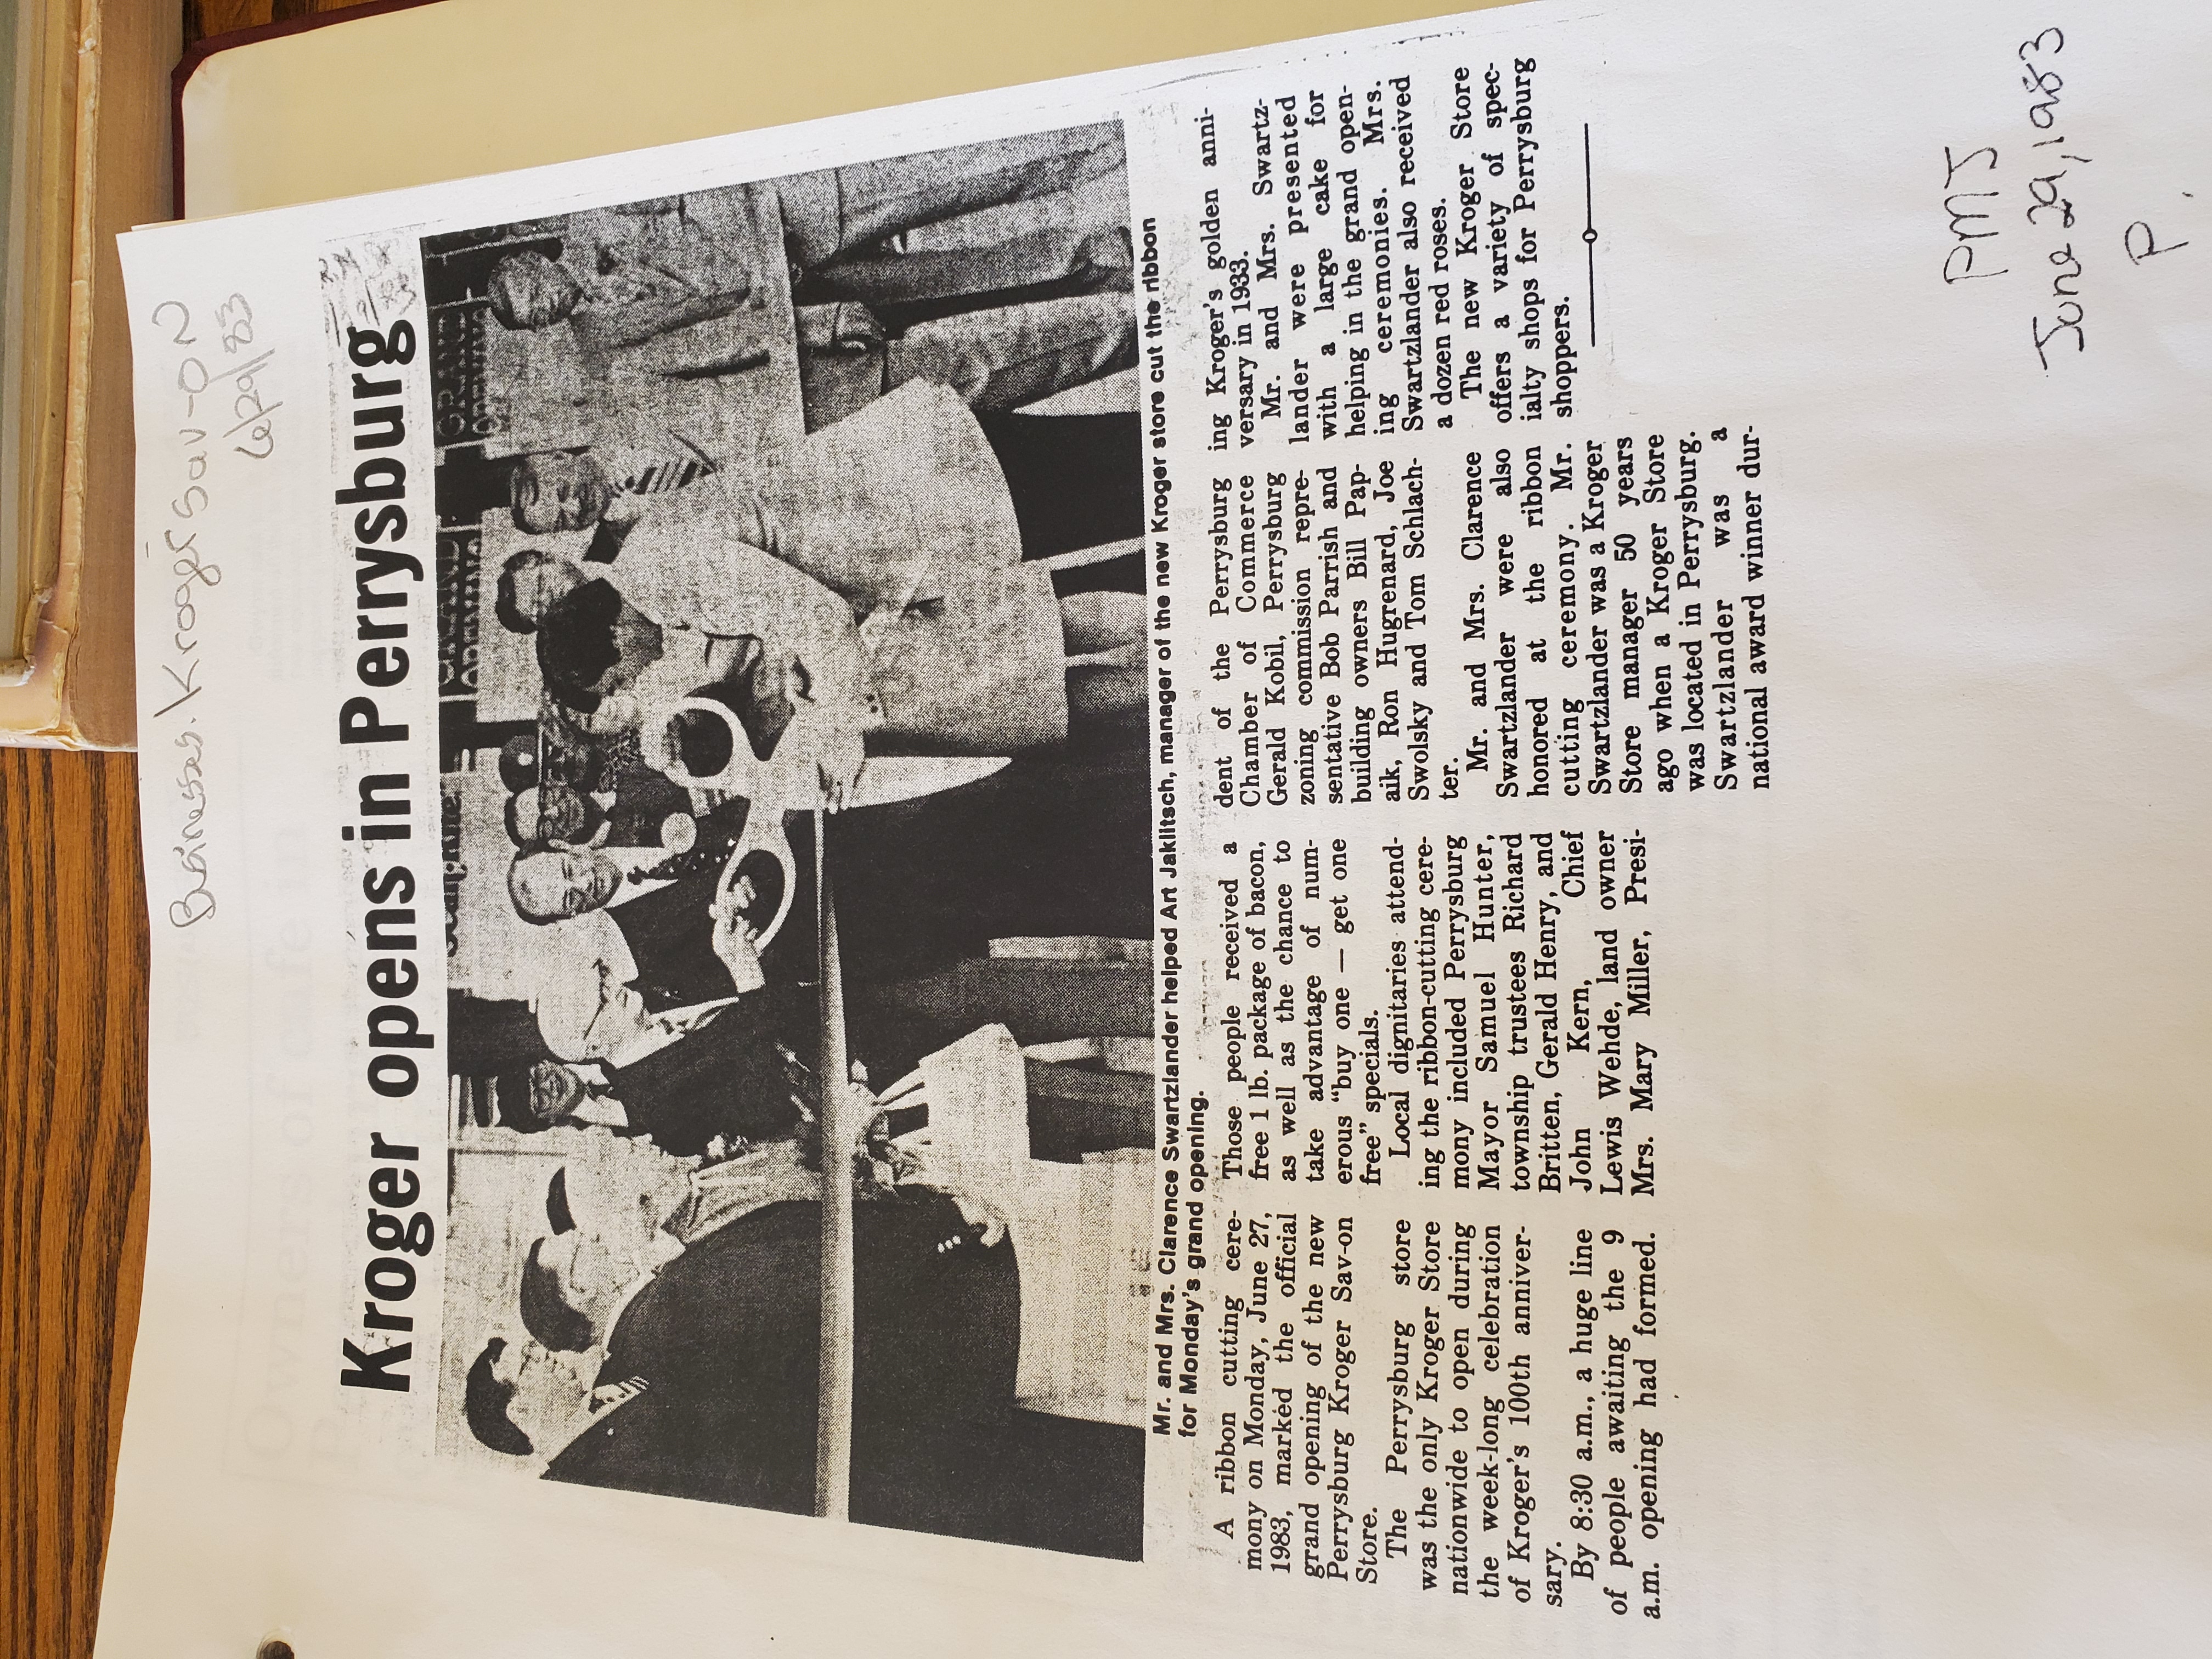 Businesses. Kroger Sav-on
6/29/83
Kroger opens in Perrysburg
GRAND
OPENING
GRAND
Mr. and Mrs. Clarence Swartzlander helped Art Jaklitsch, manager of the new Kroger store cut the ribbon
for Monday's grand opening.
A ribbon cutting cere-
mony on Monday, June 27,
1983, marked the official
grand opening of the new
Perrysburg Kroger Sav-on
Store.
The Perrysburg store
was the only Kroger Store
nationwide to open during
the week-long celebration
of Kroger's 100th anniver-
sary.
By 8:30 a.m., a huge line
of people awaiting the 9
a.m. opening had formed.
Those people received a
free 1 lb. package of bacon,
as well as the chance to
take advantage of num-
erous "buy one — get one
free" specials.
Local dignitaries attend-
ing the ribbon-cutting cere-
mony included Perrysburg
Mayor Samuel Hunter,
township trustees Richard
Britten, Gerald Henry, and
John Kern, Chief
Lewis Wehde, land owner
Mrs. Mary Miller, Presi-
dent of the Perrysburg
Chamber of Commerce
Gerald Kobil, Perrysburg
zoning commission repre-
sentative Bob Parrish and
building owners Bill Pap-
aik, Ron Hugrenard, Joe
Swolsky and Tom Schlach-
ter.
Mr. and Mrs. Clarence
Swartzlander were also
honored at the ribbon
cutting ceremony. Mr.
Swartzlander was a Kroger
Store manager 50 years
ago when a Kroger Store
was located in Perrysburg.
Swartzlander was a
national award winner dur-
ing Kroger's golden anni-
versary in 1933.
Mr. and Mrs. Swartz-
lander were presented
with a large cake for
helping in the grand open-
ing ceremonies. Mrs.
Swartzlander also received
a dozen red roses.
The new Kroger Store
offers a variety of spec-
ialty shops for Perrysburg
shoppers.
PMJ
June 29, 1983
P.